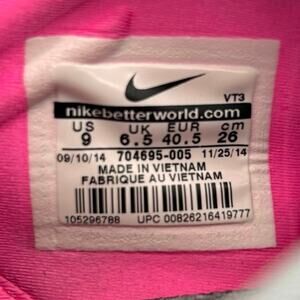 VT3
nikebetterworld.com
US UK EUR cm
9 6.5 40.5 26
09/10/14 704695-005 11/25/14
MADE IN VIETNAM
FABRIQUE AU VIETNAM
105296788 UPC 00826216419777